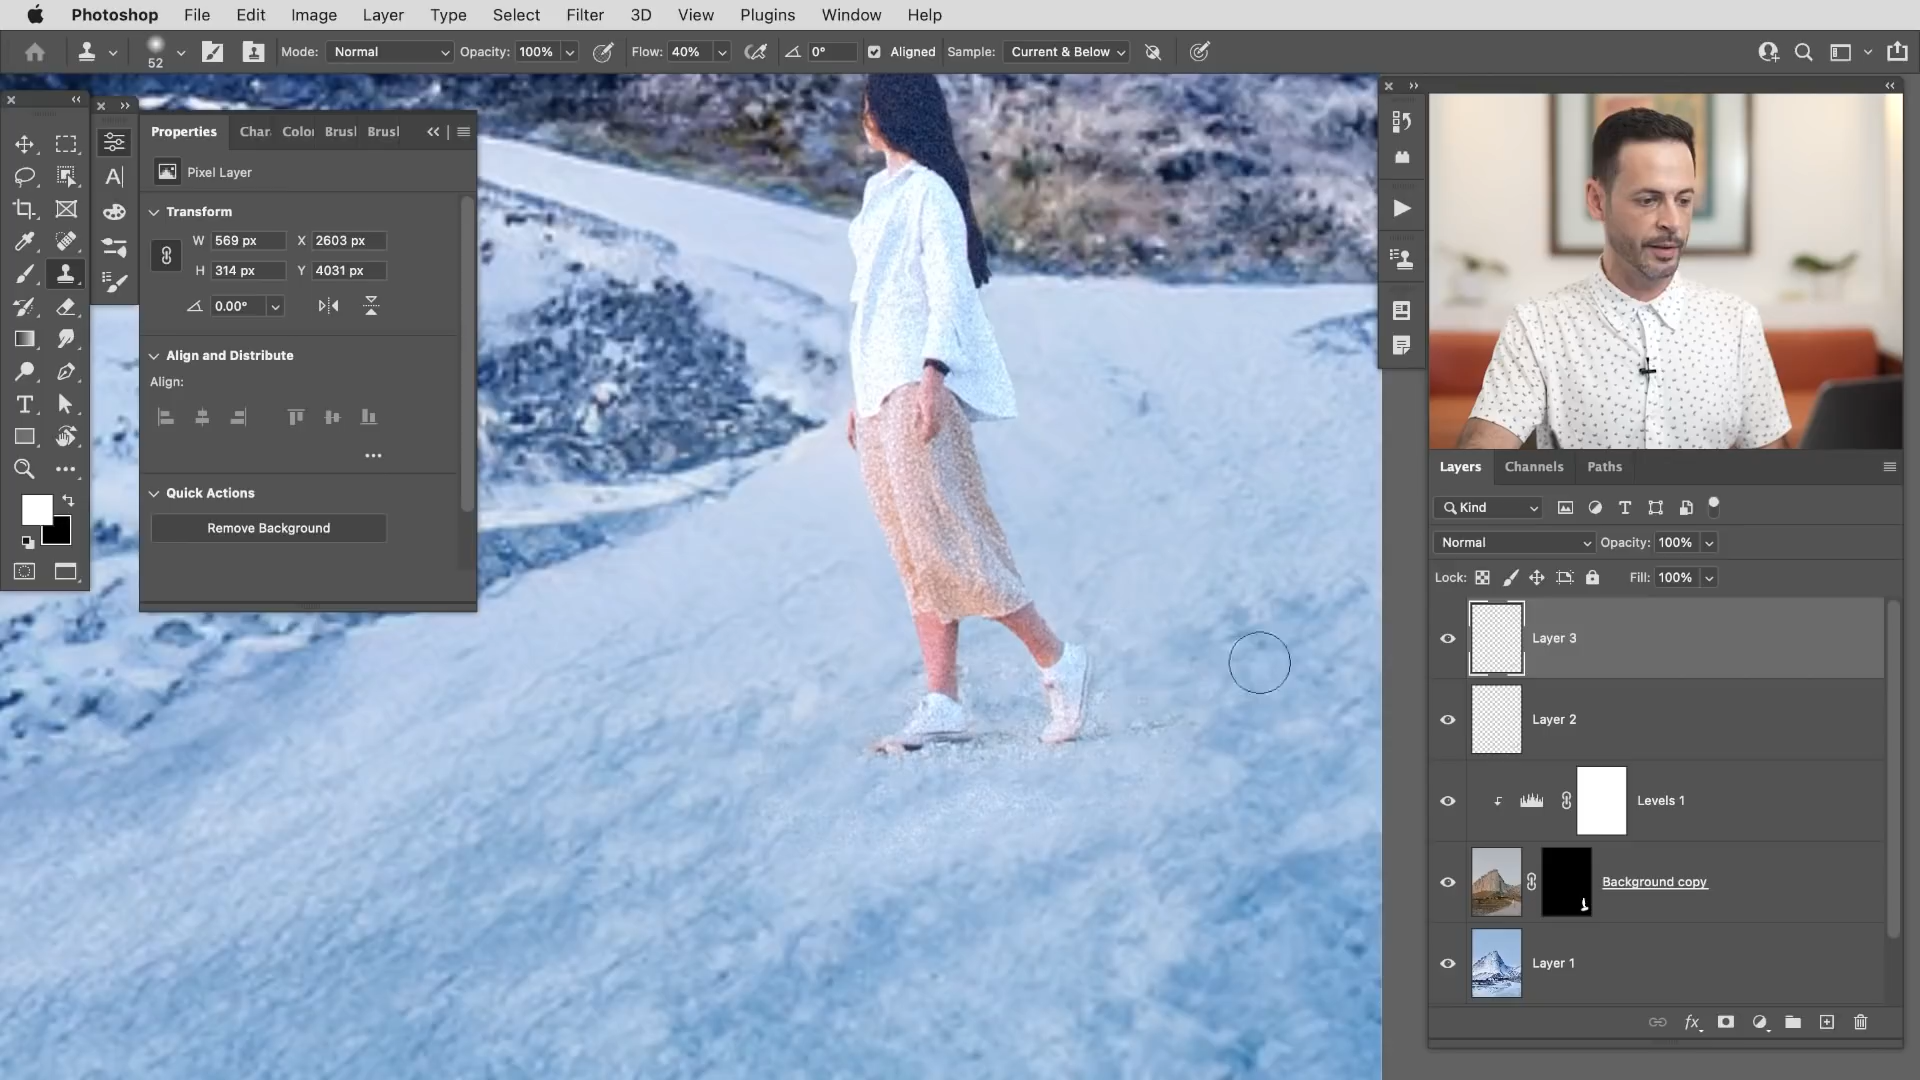 Photoshop File Edit Image Layer Type Select Filter 3D View Plugins Window Help
52 Mode: Normal Opacity: 100% Flow: 40% 0° Aligned Sample: Current & Below
Properties Char Color Brusl Brusl
Pixel Layer
Transform
W 569 px X 2603 px
H 314 px Y 4031 px
0.00°
Align and Distribute
Align:
Quick Actions
Remove Background
Layers Channels Paths
Kind
Normal Opacity: 100%
Lock: Fill: 100%
Layer 3
Layer 2
Levels 1
Background copy
Layer 1
fx